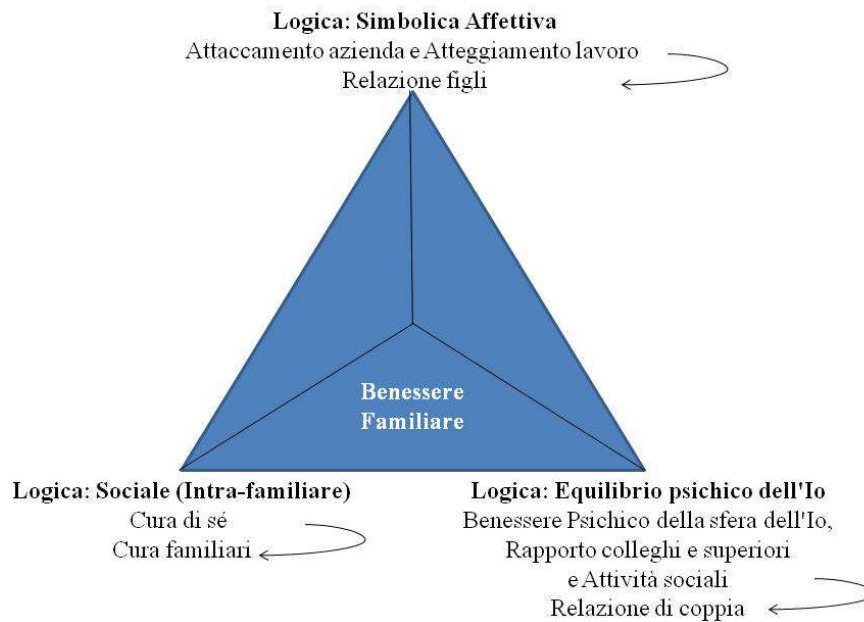 Logica: Simbolica Affettiva
Attaccamento azienda e Atteggiamento lavoro
Relazione figli
Benessere
Familiare
Logica: Sociale (Intra-familiare)
Cura di sé
Cura familiari
Logica: Equilibrio psichico dell'Io
Benessere Psichico della sfera dell'Io,
Rapporto colleghi e superiori
e Attività sociali
Relazione di coppia